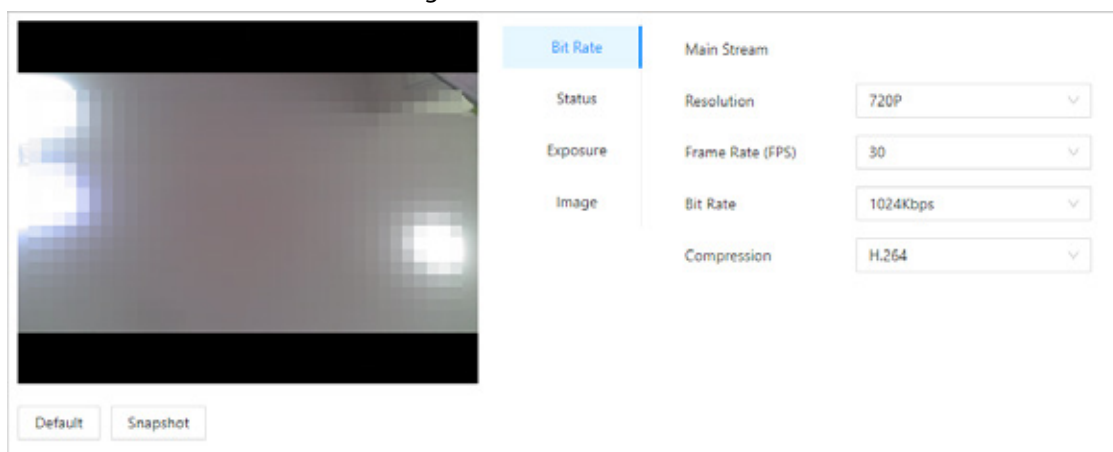 Bit Rate
Status
Exposure
Image
Main Stream
Resolution 720P
Frame Rate (FPS) 30
Bit Rate 1024Kbps
Compression H.264
Default Snapshot